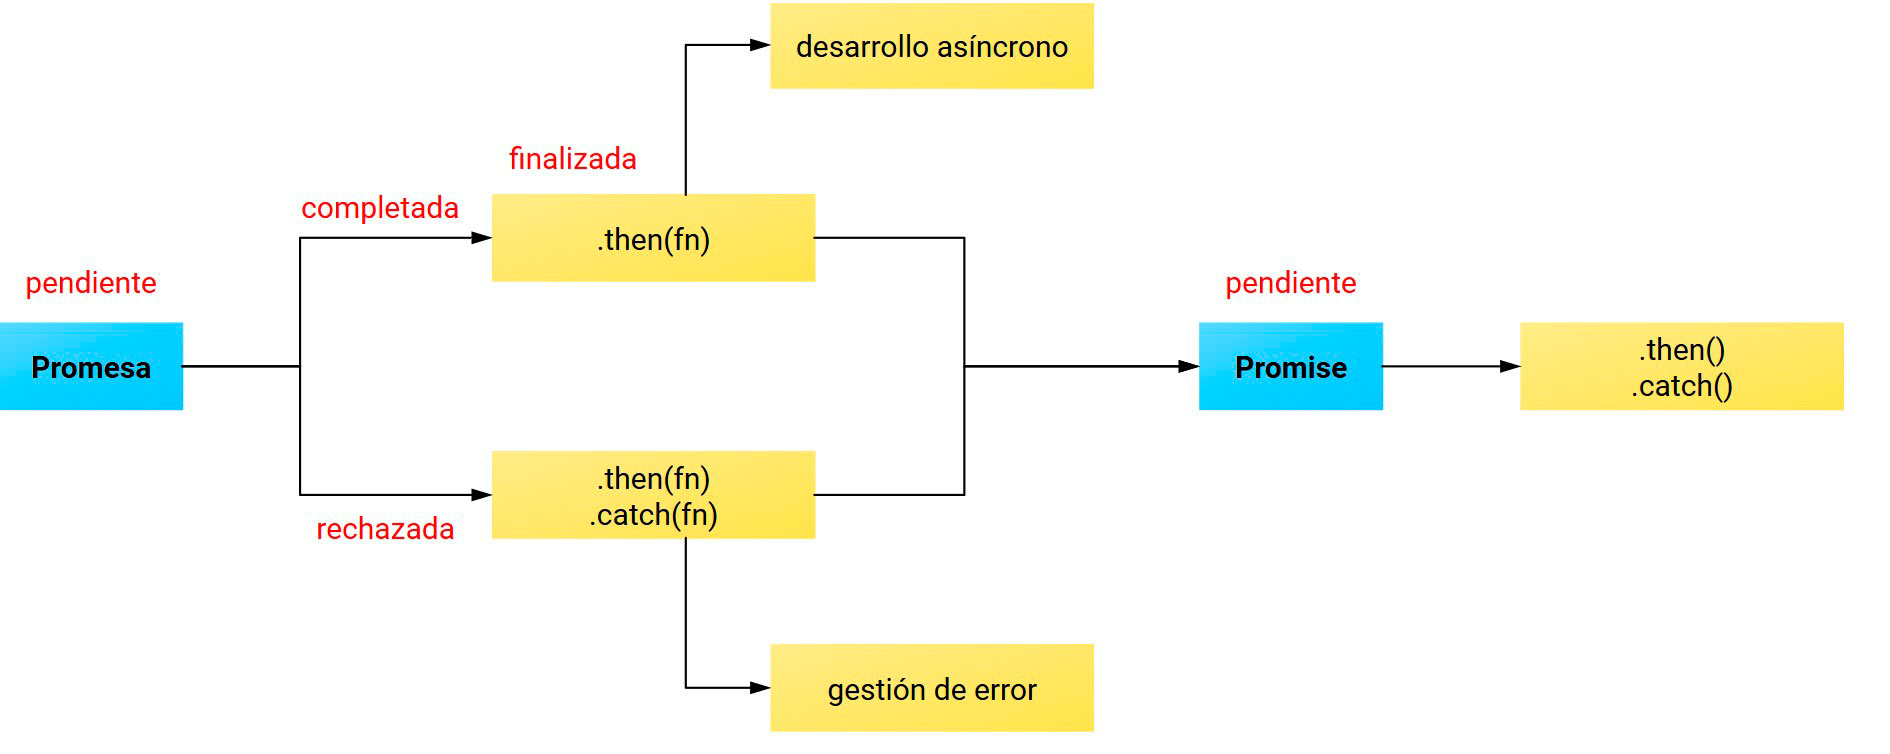 desarrollo asíncrono
finalizada
completada
.then(fn)
pendiente
Promesa
rechazada
.then(fn)
.catch(fn)
gestión de error
pendiente
Promise
.then()
.catch()